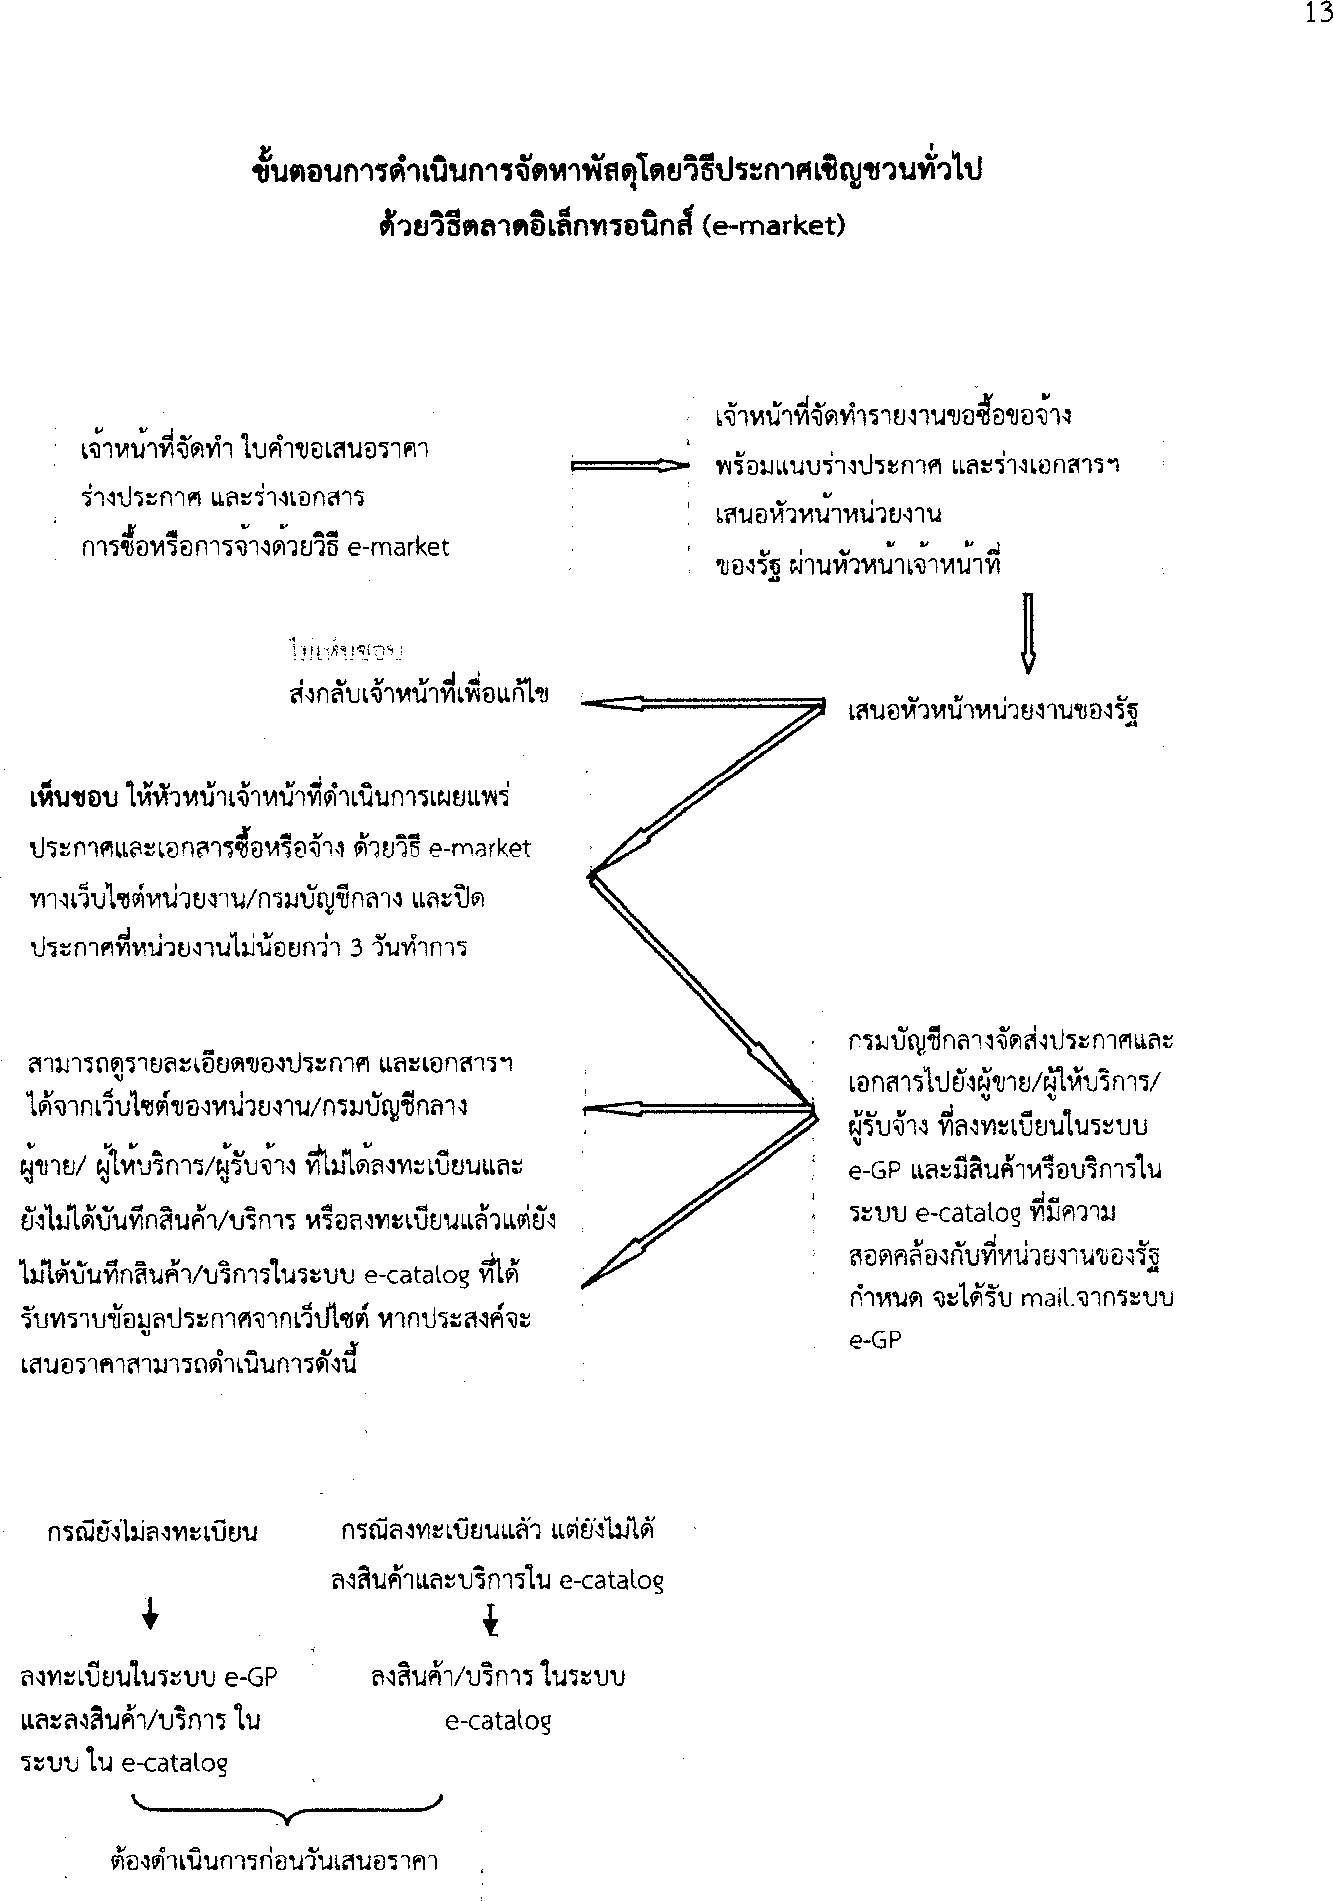 13
ขั้นตอนการดำเนินการจัดหาพัสดุโดยวิธีประกาศเชิญชวนทั่วไป
ด้วยวิธีตลาดอิเล็กทรอนิกส์ (e-market)
เจ้าหน้าที่จัดทำ ใบคำขอเสนอราคา
ร่างประกาศ และร่างเอกสาร
การซื้อหรือการจ้างด้วยวิธี e-market
เจ้าหน้าที่จัดทำรายงานขอซื้อขอจ้าง
พร้อมแนบร่างประกาศ และร่างเอกสารฯ
เสนอหัวหน้าหน่วยงาน
ของรัฐ ผ่านหัวหน้าเจ้าหน้าที่
เสนอหัวหน้าหน่วยงานของรัฐ
ไม่เห็นชอบ
ส่งกลับเจ้าหน้าที่เพื่อแก้ไข
เห็นชอบ ให้หัวหน้าเจ้าหน้าที่ดำเนินการเผยแพร่
ประกาศและเอกสารซื้อหรือจ้าง ด้วยวิธี e-market
ทางเว็บไซต์หน่วยงาน/กรมบัญชีกลาง และปิด
ประกาศที่หน่วยงานไม่น้อยกว่า 3 วันทำการ
กรมบัญชีกลางจัดส่งประกาศและ
เอกสารไปยังผู้ขาย/ผู้ให้บริการ/
ผู้รับจ้าง ที่ลงทะเบียนในระบบ
e-GP และมีสินค้าหรือบริการใน
ระบบ e-catalog ที่มีความ
สอดคล้องกับที่หน่วยงานของรัฐ
กำหนด จะได้รับ mail.จากระบบ
e-GP
สามารถดูรายละเอียดของประกาศ และเอกสารฯ
ได้จากเว็บไซต์ของหน่วยงาน/กรมบัญชีกลาง
ผู้ขาย/ ผู้ให้บริการ/ผู้รับจ้าง ที่ไม่ได้ลงทะเบียนและ
ยังไม่ได้บันทึกสินค้า/บริการ หรือลงทะเบียนแล้วแต่ยัง
ไม่ได้บันทึกสินค้า/บริการในระบบ e-catalog ที่ได้
รับทราบข้อมูลประกาศจากเว็ปไซต์ หากประสงค์จะ
เสนอราคาสามารถดำเนินการดังนี้
กรณียังไม่ลงทะเบียน
กรณีลงทะเบียนแล้ว แต่ยังไม่ได้
ลงสินค้าและบริการใน e-catalog
ลงทะเบียนในระบบ e-GP
และลงสินค้า/บริการ ใน
ระบบ ใน e-catalog
ลงสินค้า/บริการ ในระบบ
e-catalog
ต้องดำเนินการก่อนวันเสนอราคา